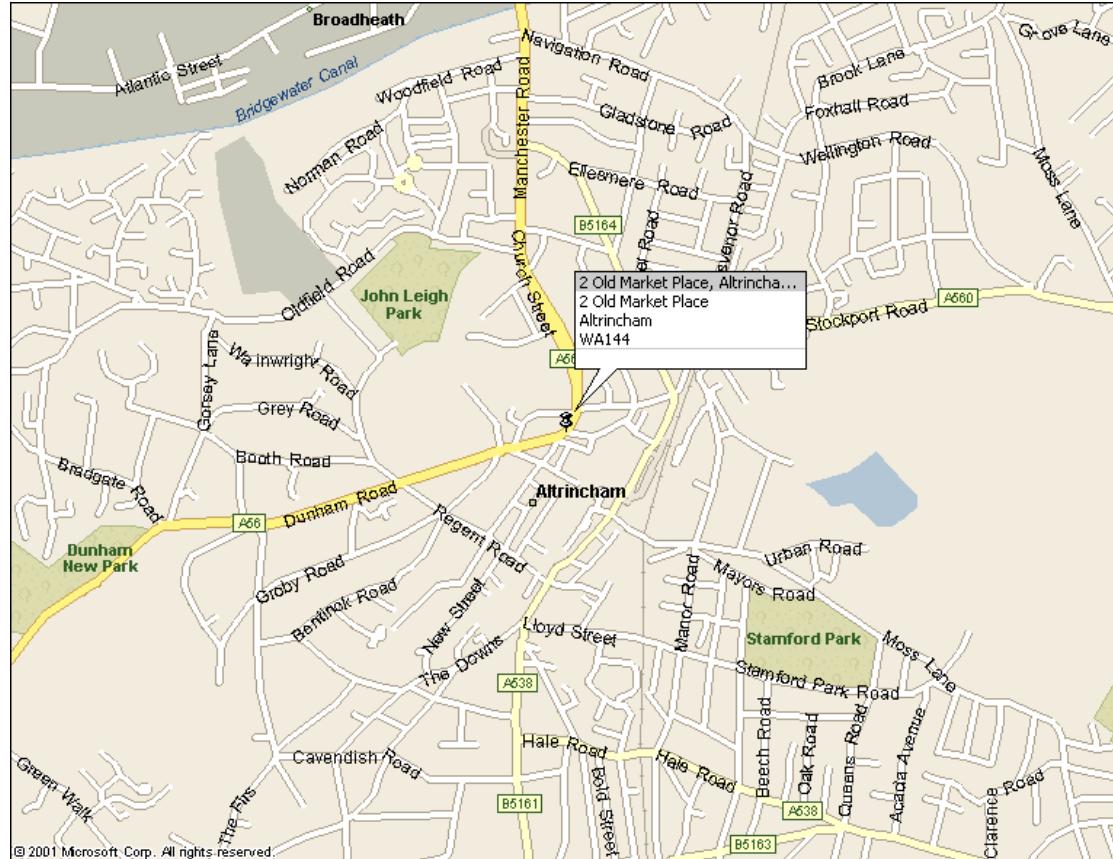 Broadheath
Atlantic Street
Bridgewater Canal
Woodfield Road
Manchester Road
Navigation Road
Brook Lane
Grove Lane
Foxhall Road
Gladstone Road
Wellington Road
Moss Lane
Norman Road
Ellesmere Road
B5164
Church Street
John Leigh
Park
Oldfield Road
2 Old Market Place, Altrincha...
2 Old Market Place
Altrincham
WA144
A560
Stockport Road
Gorsey Lane
Wainwright Road
Grey Road
Booth Road
Bradgate Road
A56
Dunham Road
Altrincham
Regent Road
Dunham
New Park
Groby Road
Bentinck Road
New Street
The Downs
Lloyd Street
Urban Road
Mayors Road
Manor Road
Stamford Park
Moss Lane
Stamford Park Road
A538
Hale Road
Hale Road
Beech Road
Oak Road
Queens Road
Acacia Avenue
Clarence Road
Cavendish Road
Green Walk
The Firs
B5161
Bold Street
A538
B5163
© 2001 Microsoft Corp. All rights reserved.